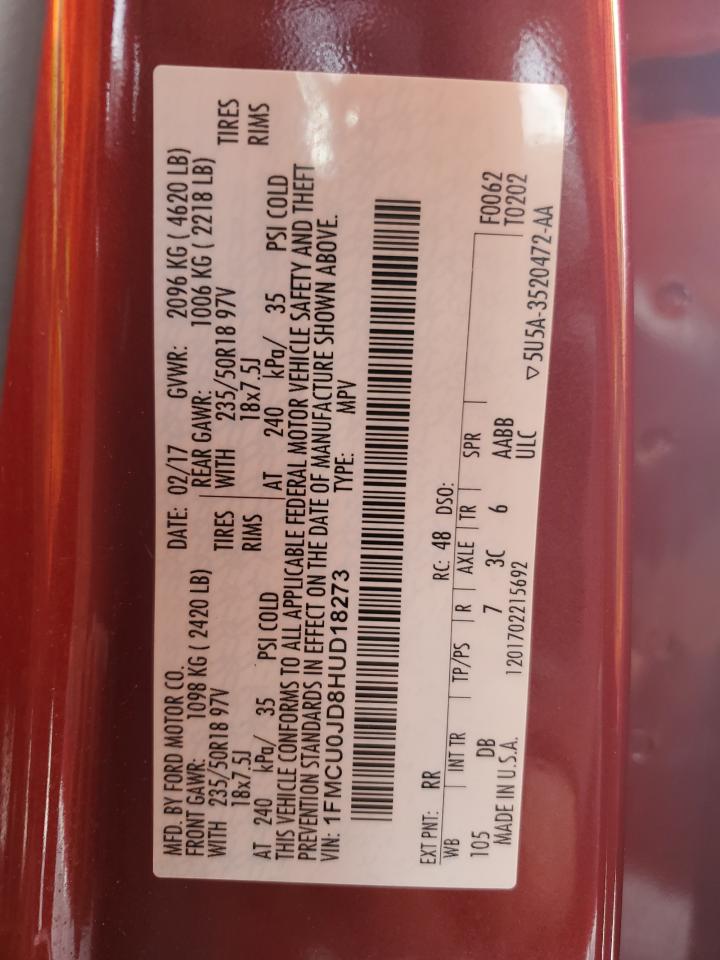 MFD. BY FORD MOTOR CO. DATE: 02/17 GVWR: 2096 KG ( 4620 LB)
FRONT GAWR: 1098 KG ( 2420 LB) REAR GAWR: 1006 KG ( 2218 LB)
WITH 235/50R18 97V TIRES WITH 235/50R18 97V TIRES
18x7.5J RIMS 18x7.5J RIMS
AT 240 kPa/ 35 PSI COLD AT 240 kPa/ 35 PSI COLD
THIS VEHICLE CONFORMS TO ALL APPLICABLE FEDERAL MOTOR VEHICLE SAFETY AND THEFT
PREVENTION STANDARDS IN EFFECT ON THE DATE OF MANUFACTURE SHOWN ABOVE.
VIN: 1FMCU0JD8HUD18273 TYPE: MPV
EXT PNT: RR RC: 48 DSO: F0062
WB INT TR TP/PS R AXLE TR SPR T0202
105 DB 7 3C 6 AABB
MADE IN U.S.A. 1201702215692 ULC
▽5U5A-3520472-AA